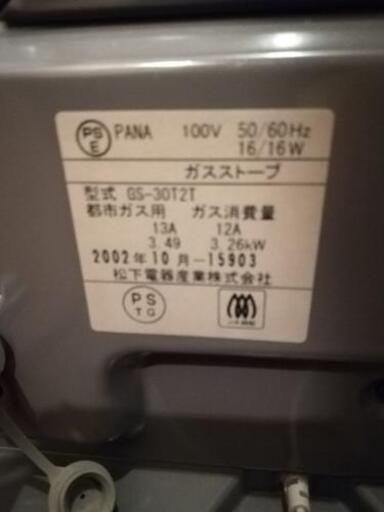 PS
E PANA 100V 50/60Hz
16/16W
ガスストーブ
型式 GS-30T2T
都市ガス用 ガス消費量
13A 12A
3.49 3.26kW
2002年10月-15903
松下電器産業株式会社
PS
TG